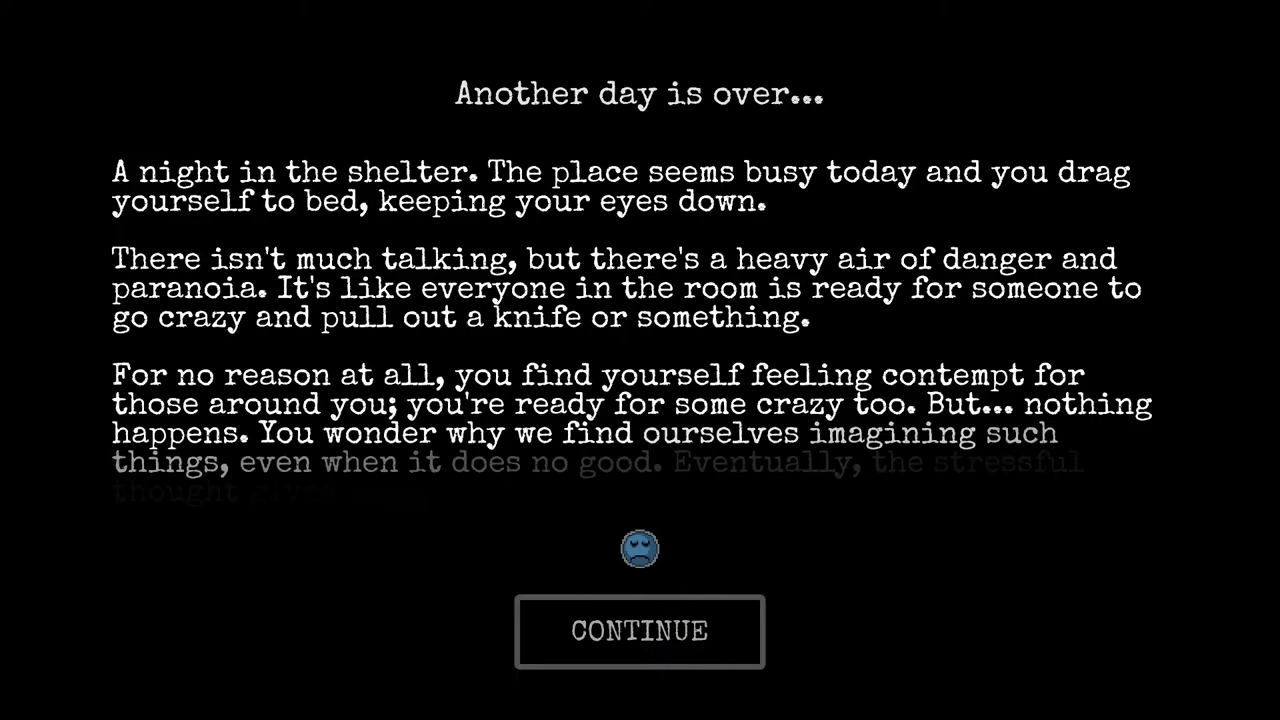 Another day is over...
A night in the shelter. The place seems busy today and you drag
yourself to bed, keeping your eyes down.
There isn't much talking, but there's a heavy air of danger and
paranoia. It's like everyone in the room is ready for someone to
go crazy and pull out a knife or something.
For no reason at all, you find yourself feeling contempt for
those around you; you're ready for some crazy too. But... nothing
happens. You wonder why we find ourselves imagining such
things, even when it does no good. Eventually, the stressful
thought gives
CONTINUE